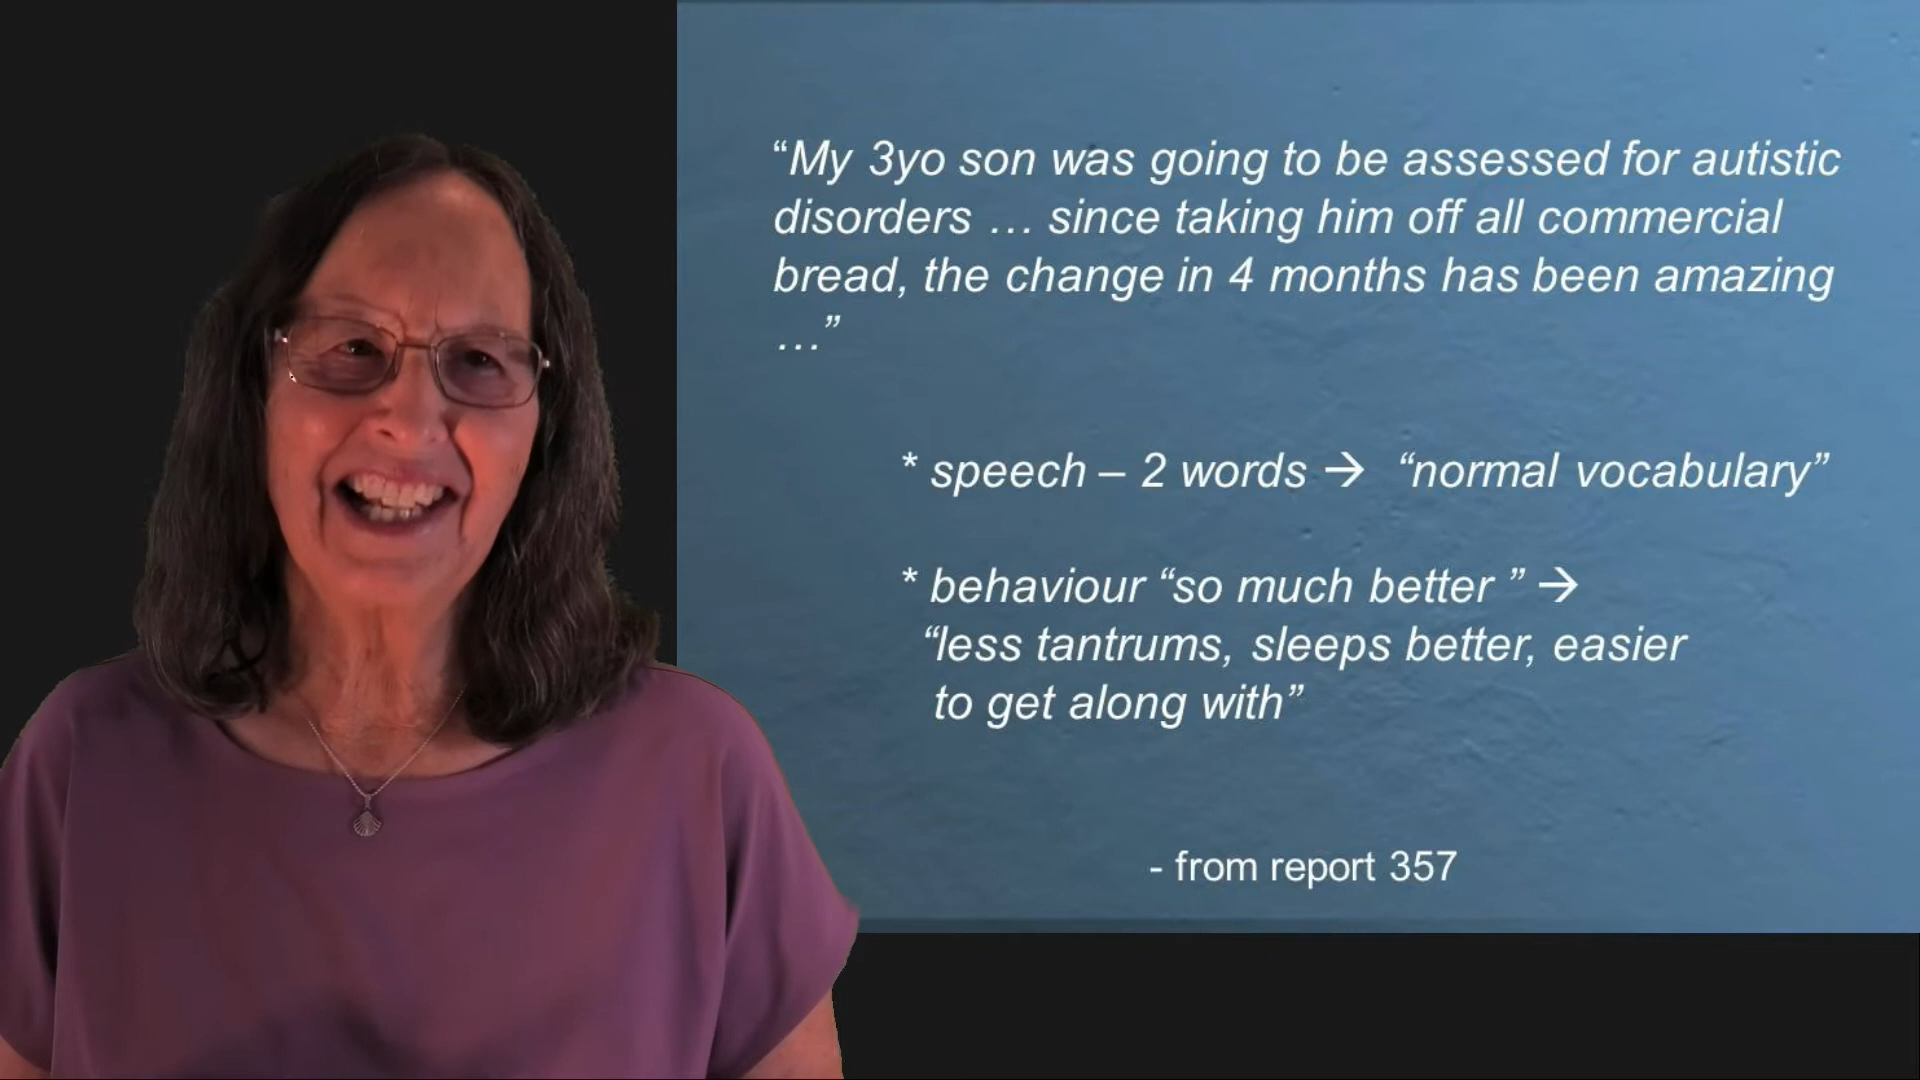 “My 3yo son was going to be assessed for autistic
disorders … since taking him off all commercial
bread, the change in 4 months has been amazing
…”
* speech – 2 words → “normal vocabulary”
* behaviour “so much better ” →
“less tantrums, sleeps better, easier
to get along with”
- from report 357